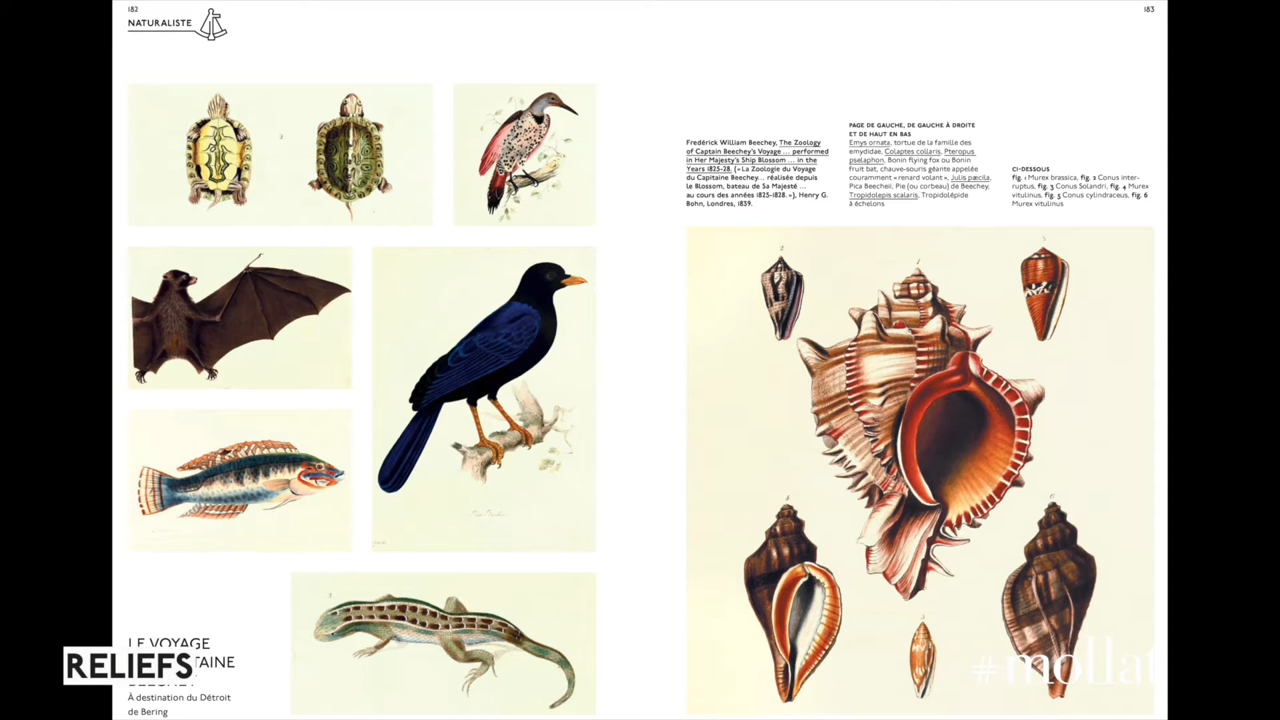 182
NATURALISTE
183
Frederick William Beechey, The Zoology
of Captain Beechey's Voyage ... performed
in Her Majesty's Ship Blossom ... in the
Years 1825-28. (« La Zoologie du Voyage
du Capitaine Beechey... réalisée depuis
le Blossom, bateau de Sa Majesté ...
au cours des années 1825-1828. »), Henry G.
Bohn, Londres, 1839.
PAGE DE GAUCHE, DE GAUCHE À DROITE
ET DE HAUT EN BAS
Emys ornata, tortue de la famille des
emydidae, Colaptes collaris, Pteropus
pselaphon, Bonin flying fox ou Bonin
fruit bat, chauve-souris géante appelée
couramment « renard volant », Julis pæcila,
Pica Beecheii, Pie (ou corbeau) de Beechey,
Tropidolepis scalaris, Tropidolépide
à échelons
CI-DESSOUS
fig. 1 Murex brassica, fig. 2 Conus inter-
ruptus, fig. 3 Conus Solandri, fig. 4 Murex
vitulinus, fig. 5 Conus cylindraceus, fig. 6
Murex vitulinus
LE VOYAGE
TAINE
À destination du Détroit
de Bering
RELIEFS
#mollat